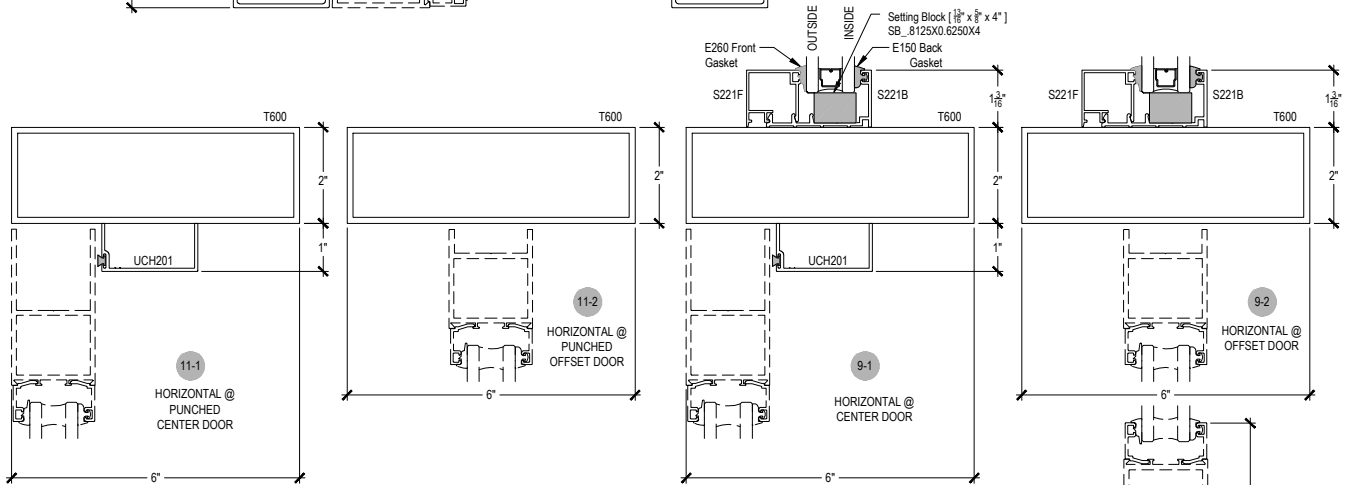 OUTSIDE
INSIDE
Setting Block [ 13/16" x 5/8" x 4" ]
SB_.8125X0.6250X4
E260 Front
Gasket
E150 Back
Gasket
S221F
S221B
1 3/16"
S221F
S221B
1 3/16"
T600
T600
T600
T600
2"
2"
2"
2"
1"
1"
UCH201
UCH201
11-1
HORIZONTAL @
PUNCHED
CENTER DOOR
6"
11-2
HORIZONTAL @
PUNCHED
OFFSET DOOR
6"
9-1
HORIZONTAL @
CENTER DOOR
6"
9-2
HORIZONTAL @
OFFSET DOOR
6"